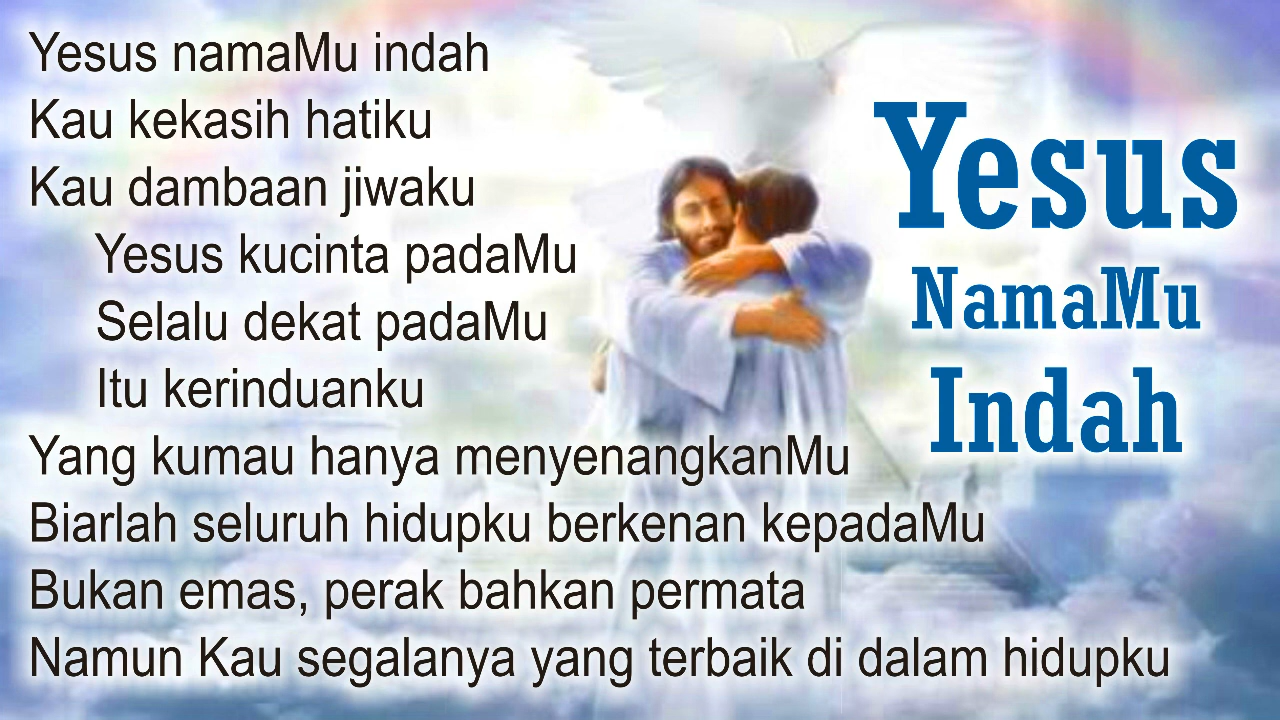 Yesus namaMu indah
Kau kekasih hatiku
Kau dambaan jiwaku
Yesus kucinta padaMu
Selalu dekat padaMu
Itu kerinduanku
Yang kumau hanya menyenangkanMu
Biarlah seluruh hidupku berkenan kepadaMu
Bukan emas, perak bahkan permata
Namun Kau segalanya yang terbaik di dalam hidupku
Yesus
NamaMu
Indah